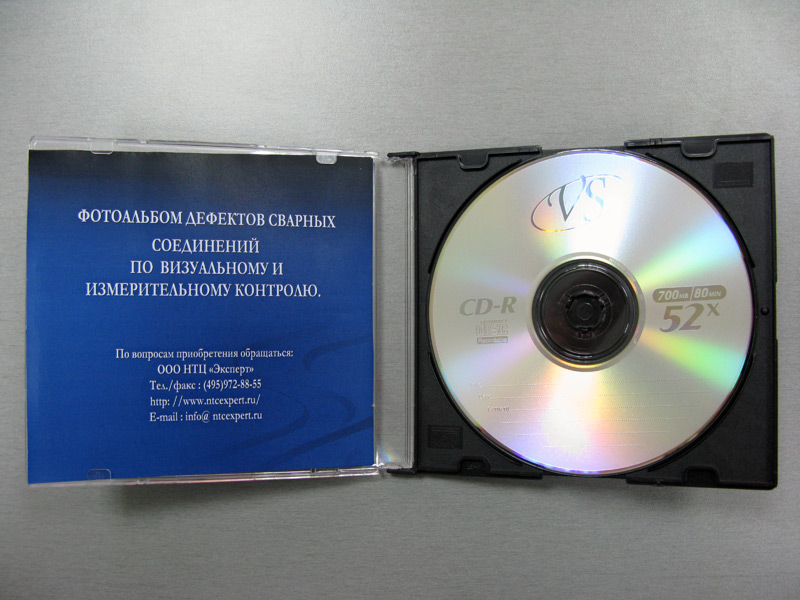 ФОТОАЛЬБОМ ДЕФЕКТОВ СВАРНЫХ
СОЕДИНЕНИЙ
ПО ВИЗУАЛЬНОМУ И
ИЗМЕРИТЕЛЬНОМУ КОНТРОЛЮ.
По вопросам приобретения обращаться:
ООО НТЦ «Эксперт»
Тел./факс : (495)972-88-55
http: //www.ntcexpert.ru/
E-mail : info@ ntcexpert.ru
VS
CD-R
700MB/80MIN
52X